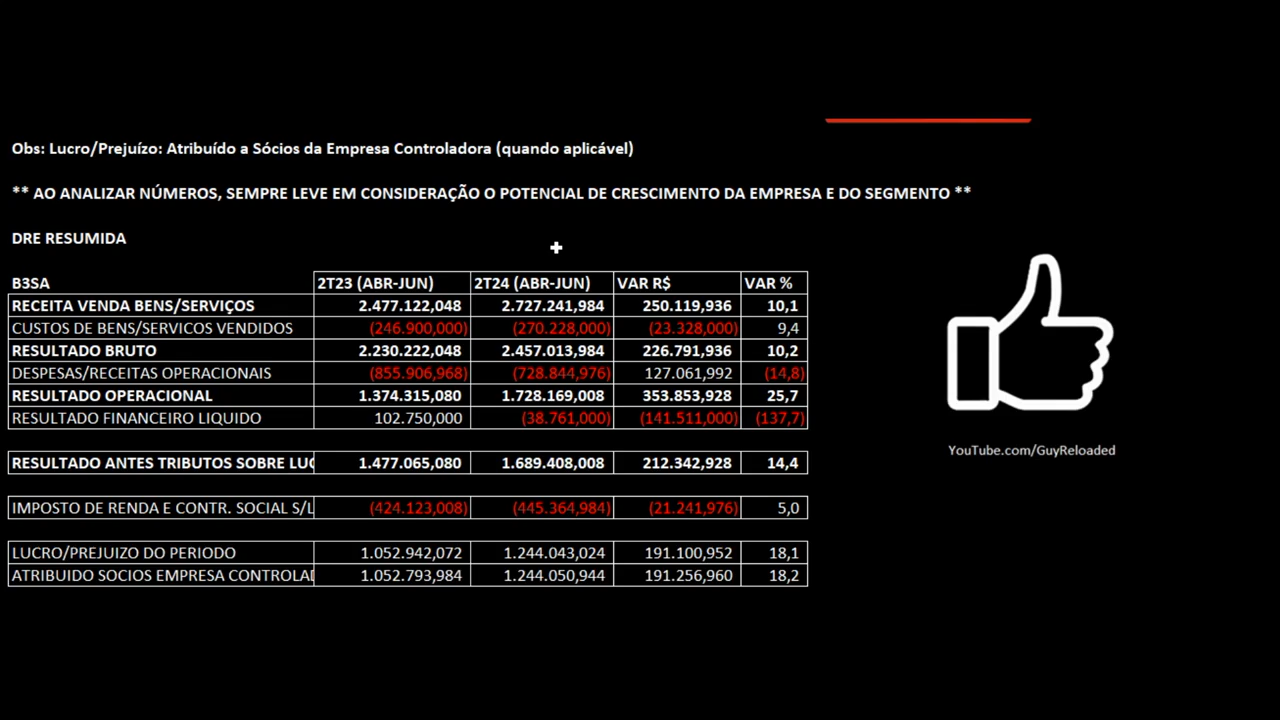 Obs: Lucro/Prejuízo: Atribuído a Sócios da Empresa Controladora (quando aplicável)
** AO ANALIZAR NÚMEROS, SEMPRE LEVE EM CONSIDERAÇÃO O POTENCIAL DE CRESCIMENTO DA EMPRESA E DO SEGMENTO **
DRE RESUMIDA
B3SA 2T23 (ABR-JUN) 2T24 (ABR-JUN) VAR R$ VAR %
RECEITA VENDA BENS/SERVIÇOS 2.477.122,048 2.727.241,984 250.119,936 10,1
CUSTOS DE BENS/SERVICOS VENDIDOS (246.900,000) (270.228,000) (23.328,000) 9,4
RESULTADO BRUTO 2.230.222,048 2.457.013,984 226.791,936 10,2
DESPESAS/RECEITAS OPERACIONAIS (855.906,968) (728.844,976) 127.061,992 (14,8)
RESULTADO OPERACIONAL 1.374.315,080 1.728.169,008 353.853,928 25,7
RESULTADO FINANCEIRO LIQUIDO 102.750,000 (38.761,000) (141.511,000) (137,7)
RESULTADO ANTES TRIBUTOS SOBRE LUC 1.477.065,080 1.689.408,008 212.342,928 14,4
IMPOSTO DE RENDA E CONTR. SOCIAL S/L (424.123,008) (445.364,984) (21.241,976) 5,0
LUCRO/PREJUIZO DO PERIODO 1.052.942,072 1.244.043,024 191.100,952 18,1
ATRIBUIDO SOCIOS EMPRESA CONTROLAD 1.052.793,984 1.244.050,944 191.256,960 18,2
YouTube.com/GuyReloaded